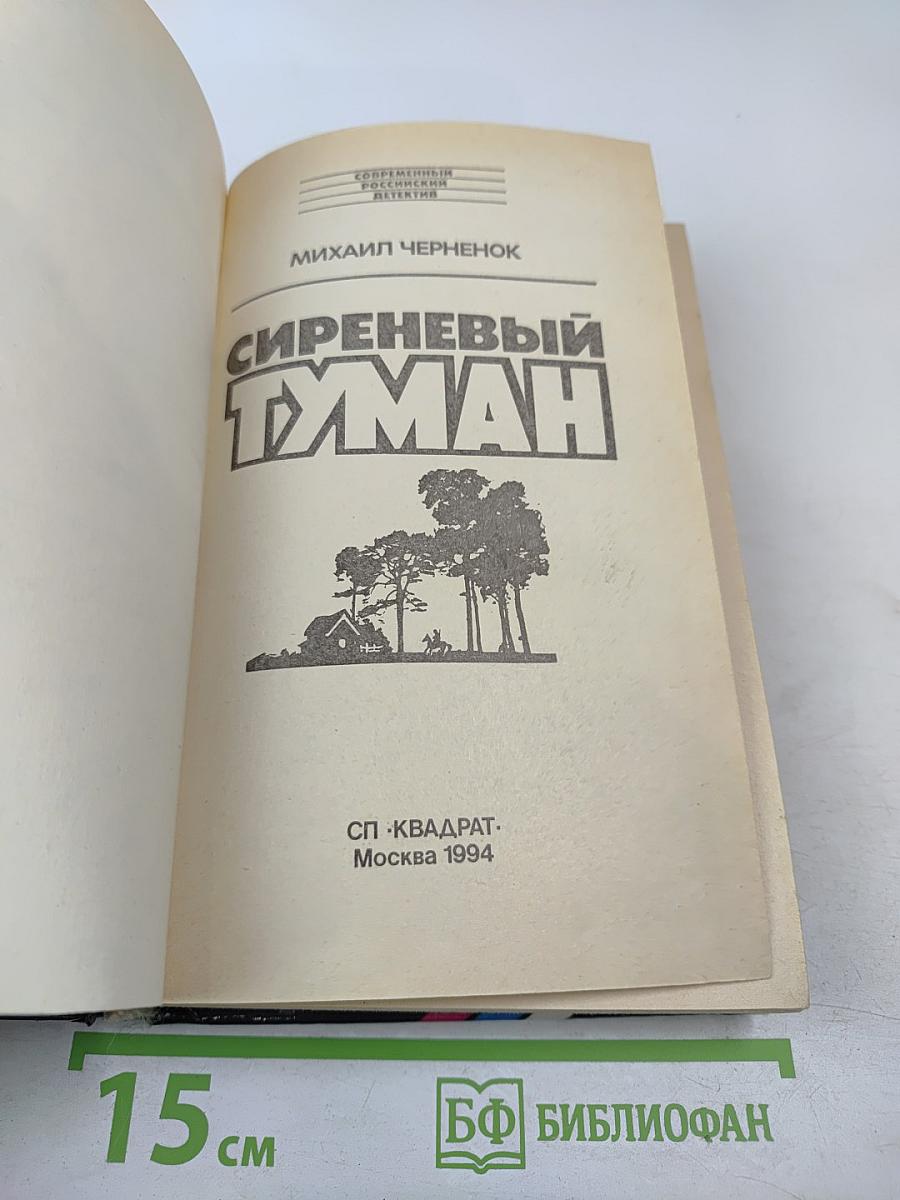 СОВРЕМЕННЫЙ
РОССИЙСКИЙ
ДЕТЕКТИВ
МИХАИЛ ЧЕРНЕНОК
СИРЕНЕВЫЙ
ТУМАН
СП «КВАДРАТ»
Москва 1994
15 см
БФ БИБЛИОФАН